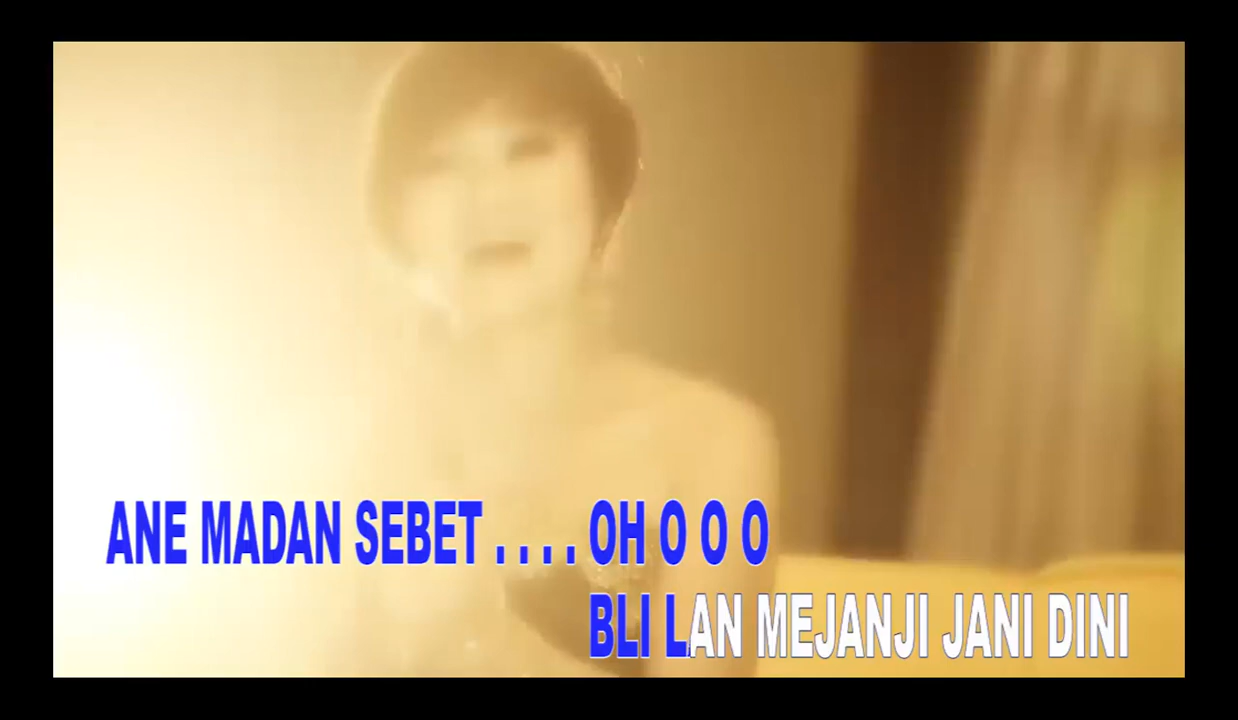 ANE MADAN SEBET . . . . OH O O O
BLI LAN MEJANJI JANI DINI